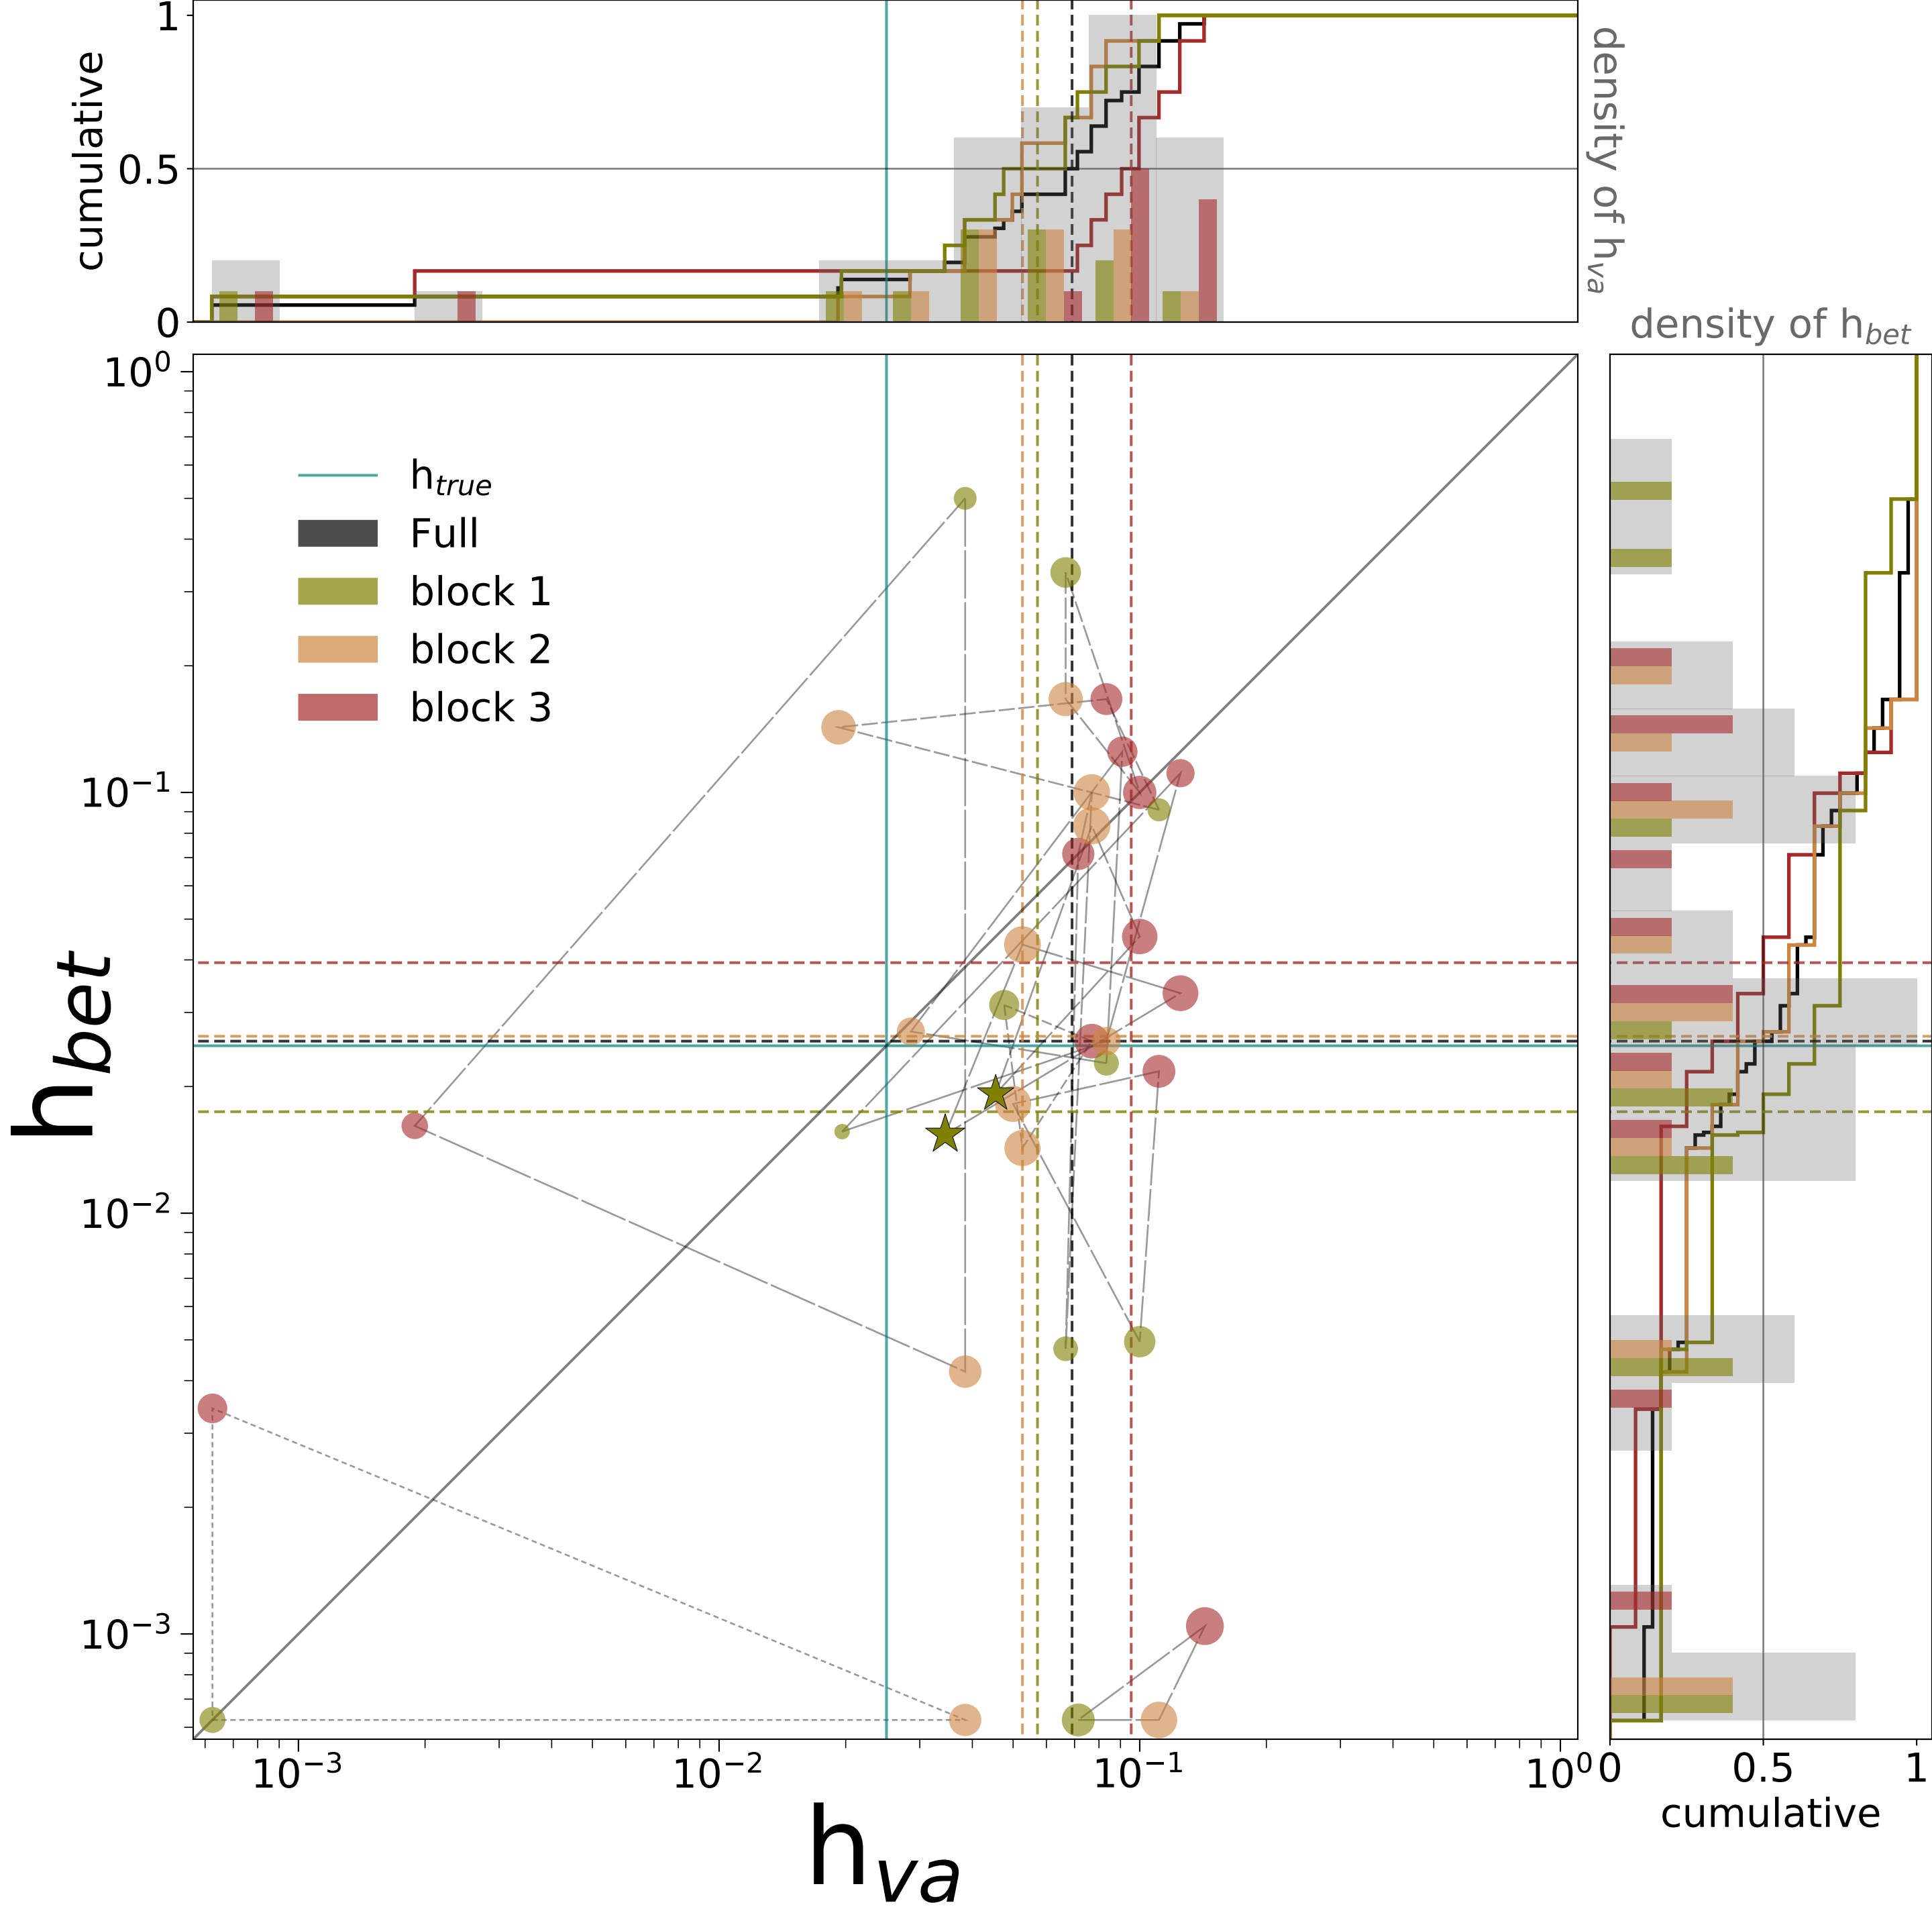 1
0.5
0
cumulative
density of h_va
density of h_bet
10^0
10^-1
10^-2
10^-3
h_bet
h_true
Full
block 1
block 2
block 3
10^-3
10^-2
10^-1
10^0
h_va
0
0.5
1
cumulative